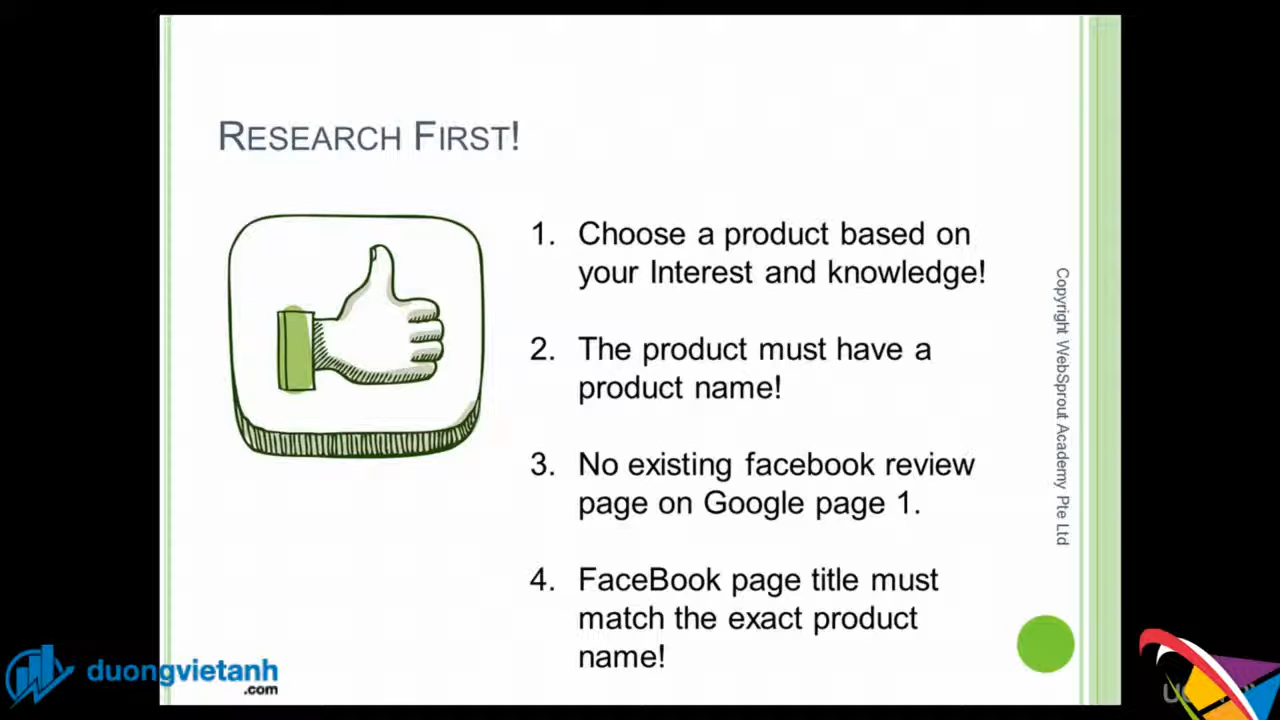 RESEARCH FIRST!
1. Choose a product based on
your Interest and knowledge!
2. The product must have a
product name!
3. No existing facebook review
page on Google page 1.
4. FaceBook page title must
match the exact product
name!
Copyright WebSprout Academy Pte Ltd
duongvietanh
.com